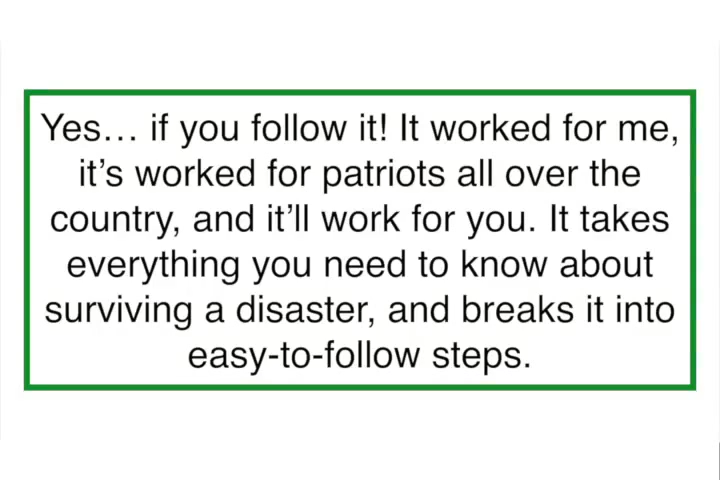 Yes… if you follow it! It worked for me,
it’s worked for patriots all over the
country, and it’ll work for you. It takes
everything you need to know about
surviving a disaster, and breaks it into
easy-to-follow steps.